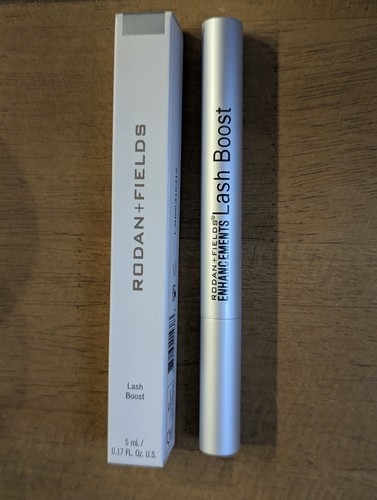 RODAN+FIELDS
Lash
Boost
5 mL /
0.17 FL. Oz. U.S.
RODAN+FIELDS®
ENHANCEMENTS
Lash Boost